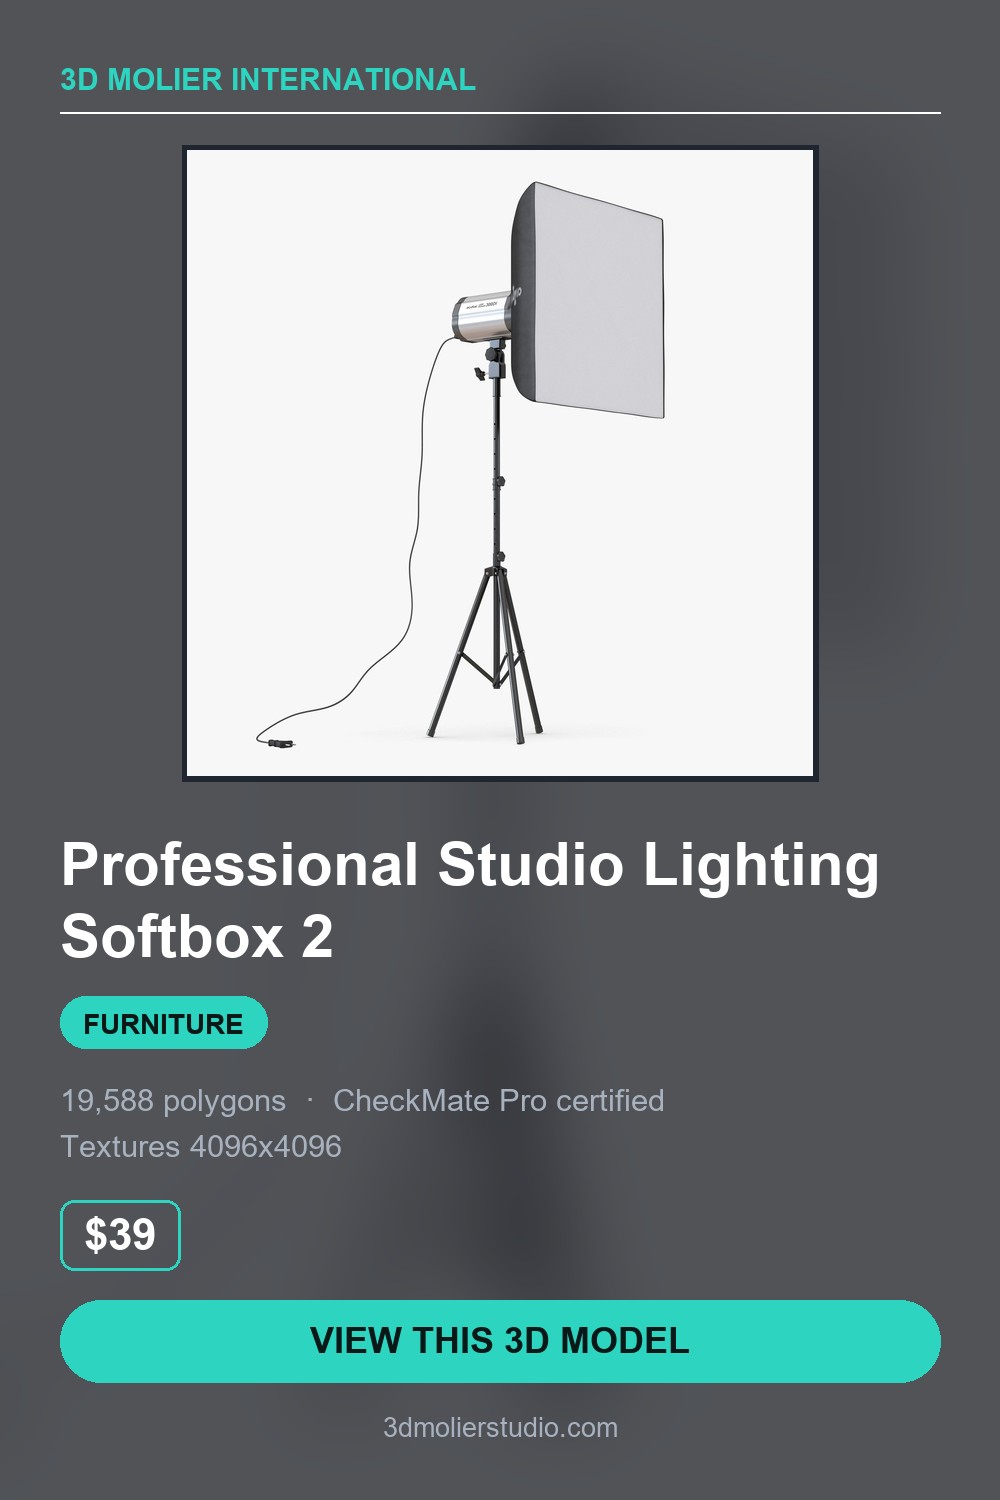 3D MOLIER INTERNATIONAL
Professional Studio Lighting
Softbox 2
FURNITURE
19,588 polygons · CheckMate Pro certified
Textures 4096x4096
$39
VIEW THIS 3D MODEL
3dmolierstudio.com